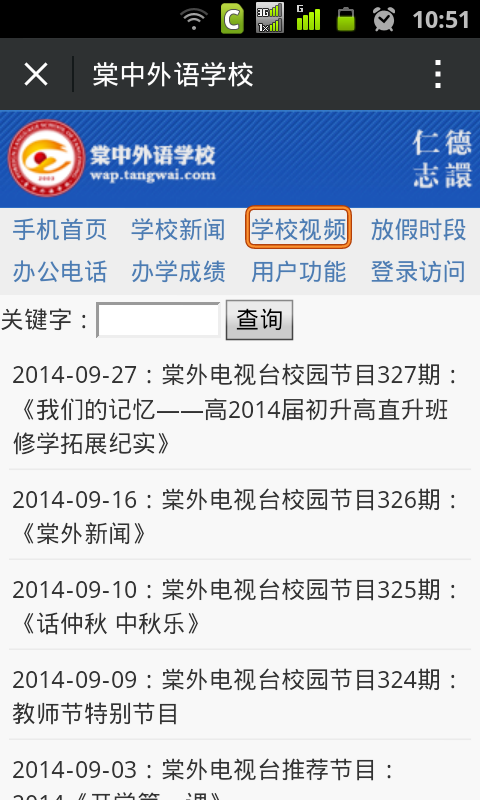 10:51
棠中外语学校
棠中外语学校
wap.tangwai.com
仁德
志譞
手机首页 学校新闻 学校视频 放假时段
办公电话 办学成绩 用户功能 登录访问
关键字： 查询
2014-09-27：棠外电视台校园节目327期：
《我们的记忆——高2014届初升高直升班
修学拓展纪实》
2014-09-16：棠外电视台校园节目326期：
《棠外新闻》
2014-09-10：棠外电视台校园节目325期：
《话仲秋 中秋乐》
2014-09-09：棠外电视台校园节目324期：
教师节特别节目
2014-09-03：棠外电视台推荐节目：
2014《开学第一课》